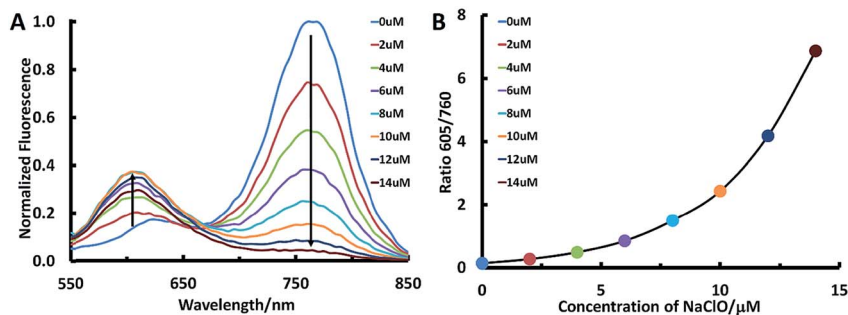 A
Normalized Fluorescence
1.0
0.8
0.6
0.4
0.2
0.0
550
650
750
850
Wavelength/nm
0uM
2uM
4uM
6uM
8uM
10uM
12uM
14uM
B
Ratio 605/760
8
6
4
2
0
0
5
10
15
Concentration of NaClO/μM
0uM
2uM
4uM
6uM
8uM
10uM
12uM
14uM